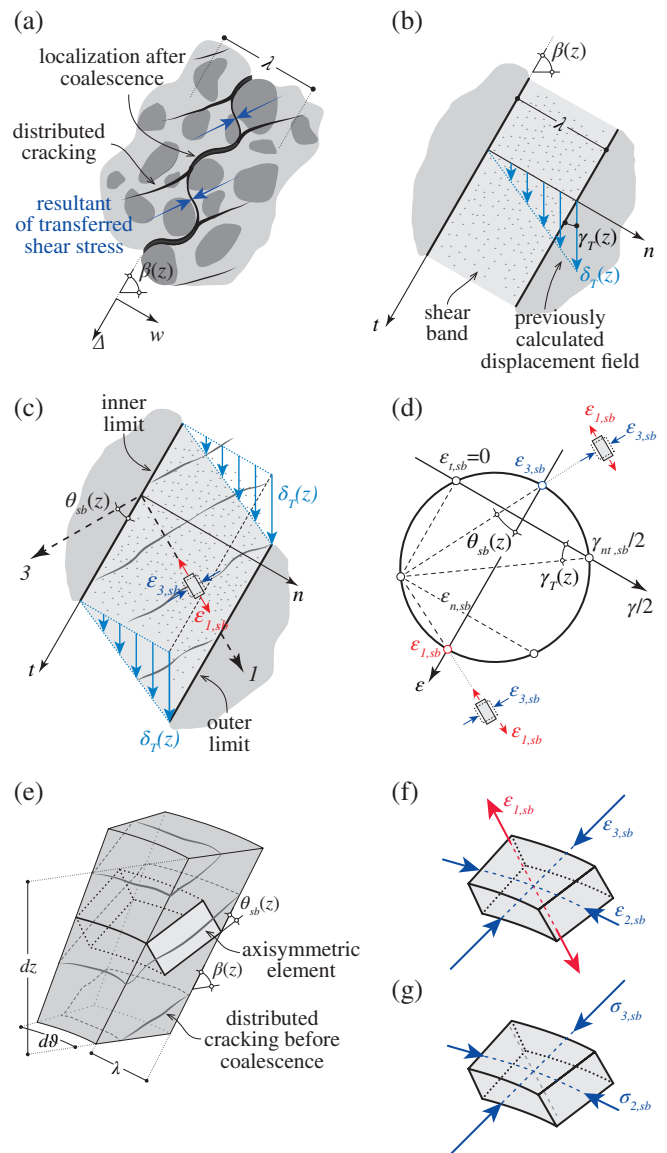 (a)
localization after
coalescence
λ
distributed
cracking
resultant
of transferred
shear stress
β(z)
Δ
w
(b)
β(z)
λ
γ_T(z)
n
δ_T(z)
shear
band
previously
calculated
displacement field
t
(c)
inner
limit
θ_sb(z)
δ_T(z)
3
n
ε_3,sb
ε_1,sb
t
1
δ_T(z)
outer
limit
(d)
ε_1,sb
ε_3,sb
ε_t,sb=0
ε_3,sb
θ_sb(z)
γ_nt,sb/2
γ_T(z)
ε_n,sb
γ/2
ε_1,sb
ε
ε_3,sb
ε_1,sb
(e)
θ_sb(z)
dz
axisymmetric
element
β(z)
distributed
cracking before
coalescence
dϑ
λ
(f)
ε_1,sb
ε_3,sb
ε_2,sb
(g)
σ_3,sb
σ_2,sb